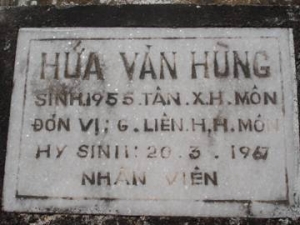 HỨA VĂN HÙNG
SINH.1955.TÂN.X.H.MÔN
ĐƠN VỊ; G.LIÊN.H,H.MÔN
HY SINH: 20.3.1967
NHÂN VIÊN